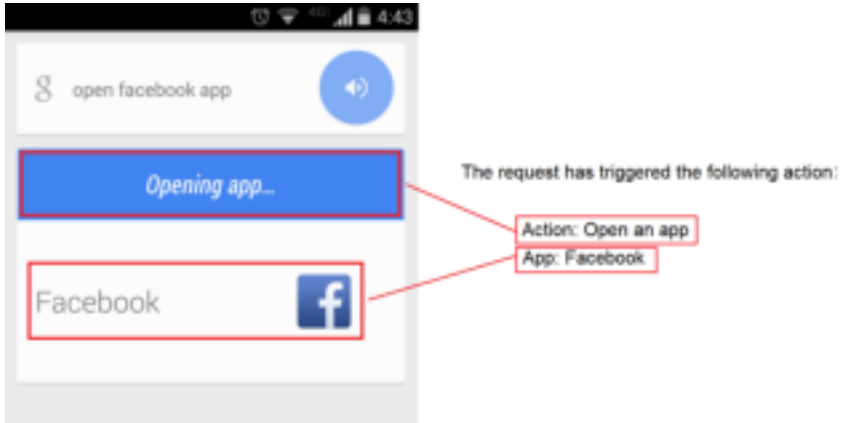 4G 4:43
g open facebook app
Opening app...
Facebook f
The request has triggered the following action:
Action: Open an app
App: Facebook